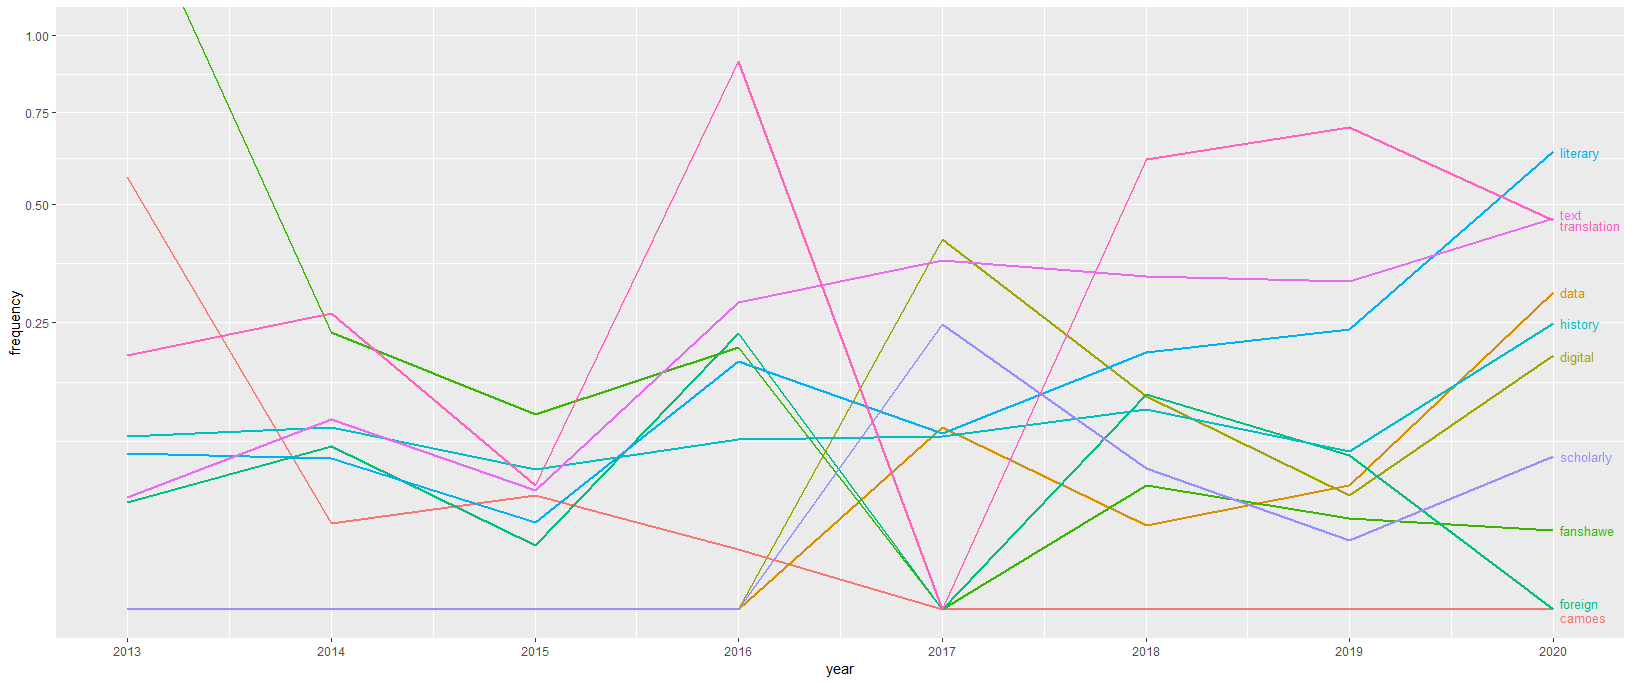 1.00
0.75
0.50
0.25
frequency
literary
text
translation
data
history
digital
scholarly
fanshawe
foreign
camoes
2013 2014 2015 2016 2017 2018 2019 2020
year